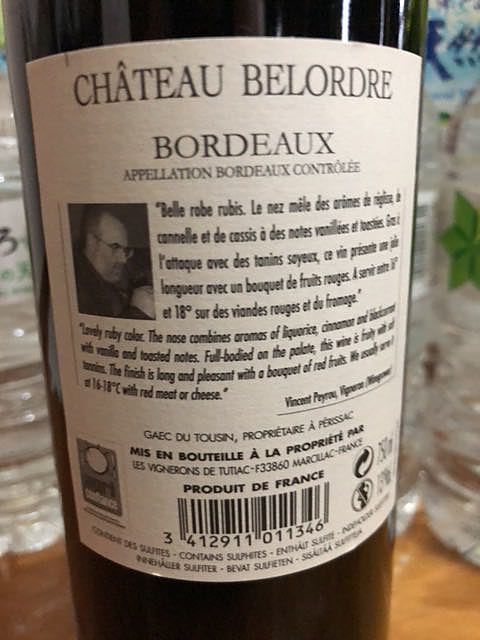 CHÂTEAU BELORDRE
BORDEAUX
APPELLATION BORDEAUX CONTRÔLÉE
"Belle robe rubis. Le nez mêle des arômes de réglisse, de
cannelle et de cassis à des notes vanillées et toastées. Gras à
l'attaque avec des tanins soyeux, ce vin présente une jolie
longueur avec un bouquet de fruits rouges. A servir entre 16°
et 18° sur des viandes rouges et du fromage."
"Lovely ruby color. The nose combines aromas of liquorice, cinnamon and blackcurrant
with vanilla and toasted notes. Full-bodied on the palate, this wine is fruity with
tannins. The finish is long and pleasant with a bouquet of red fruits. We usually serve it
at 16-18°C with red meat or cheese."
Vincent Peyrou, Vigneron
GAEC DU TOUSIN, PROPRIÉTAIRE À PÉRISSAC
MIS EN BOUTEILLE À LA PROPRIÉTÉ PAR
LES VIGNERONS DE TUTIAC-F33860 MARCILLAC-FRANCE
PRODUIT DE FRANCE
750 ml
3 412911 011346
CONTIENT DES SULFITES - CONTAINS SULPHITES - ENTHÄLT SULFITE -
INNEHÅLLER SULFITER - BEVAT SULFIETEN - SISÄLTÄÄ